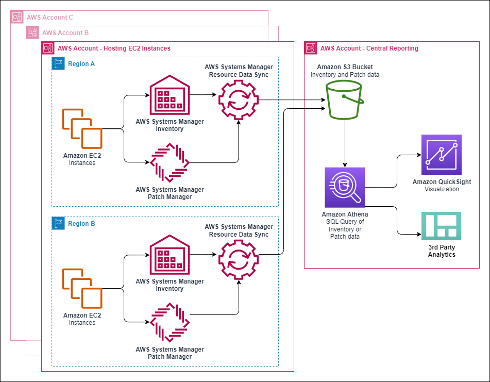 AWS Account C
AWS Account B
AWS Account - Hosting EC2 Instances
Region A
Amazon EC2
Instances
AWS Systems Manager
Inventory
AWS Systems Manager
Patch Manager
AWS Systems Manager
Resource Data Sync
Region B
Amazon EC2
Instances
AWS Systems Manager
Inventory
AWS Systems Manager
Patch Manager
AWS Systems Manager
Resource Data Sync
AWS Account - Central Reporting
Amazon S3 Bucket
Inventory and Patch data
Amazon Athena
SQL Query of
Inventory or
Patch data
Amazon QuickSight
Visualization
3rd Party
Analytics